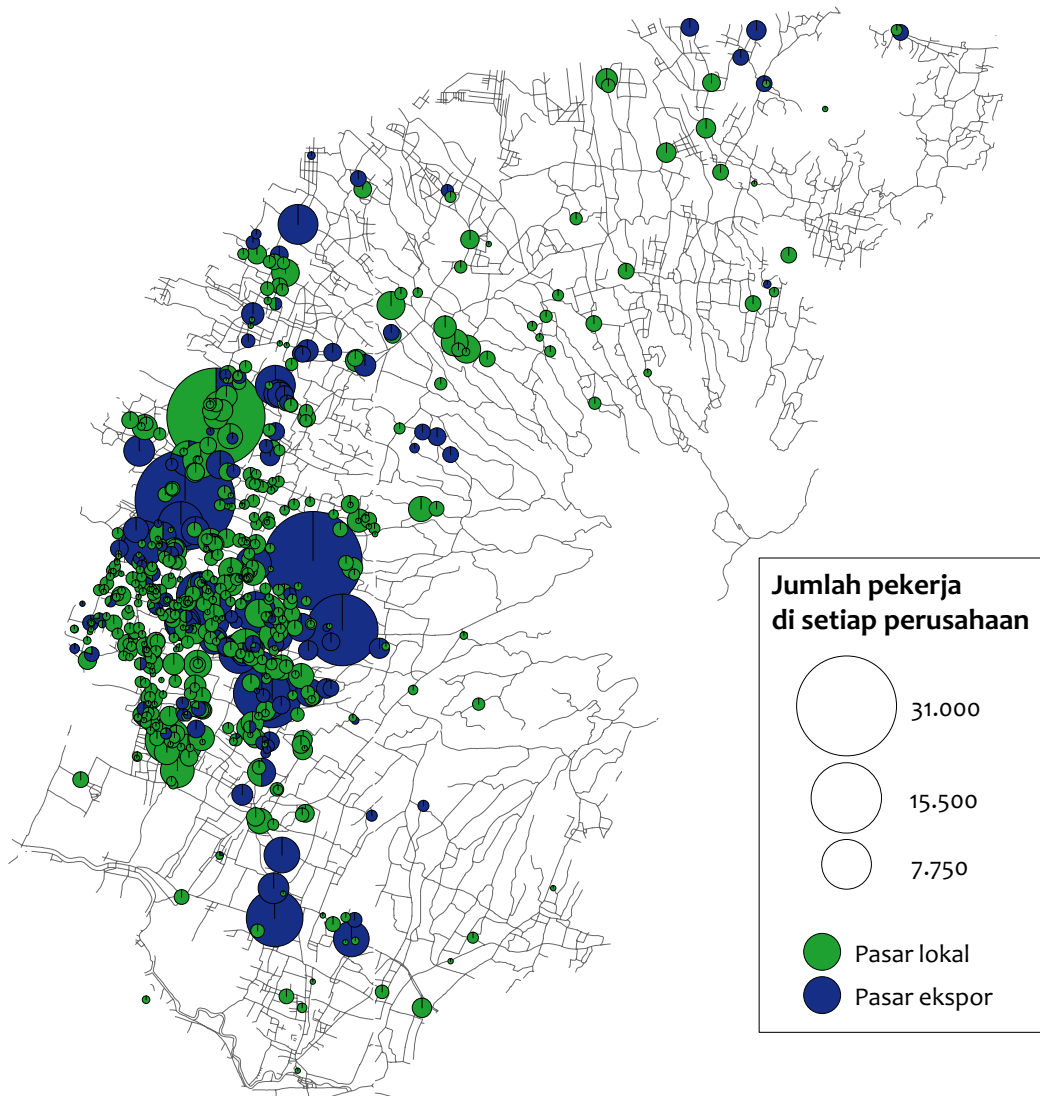 Jumlah pekerja
di setiap perusahaan
31.000
15.500
7.750
Pasar lokal
Pasar ekspor